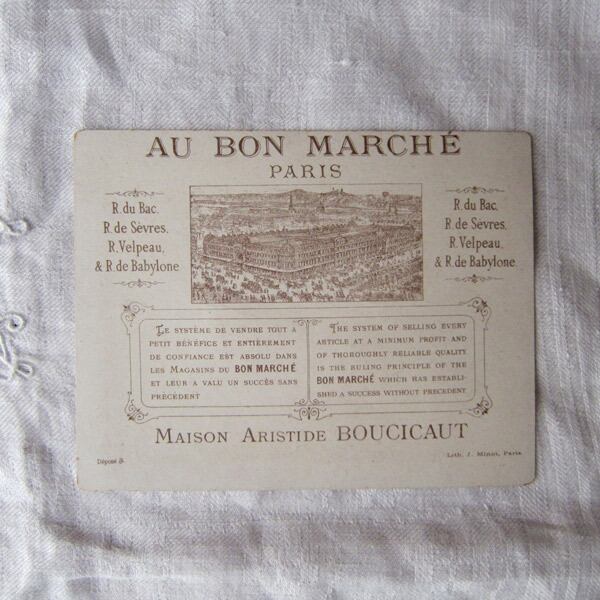 AU BON MARCHÉ
PARIS
R. du Bac.
R. de Sèvres.
R. Velpeau,
& R. de Babylone
R. du Bac.
R. de Sèvres.
R. Velpeau,
& R. de Babylone
LE SYSTÈME DE VENDRE TOUT À
PETIT BÉNÉFICE ET ENTIÈREMENT
DE CONFIANCE EST ABSOLU DANS
LES MAGASINS DU BON MARCHÉ
ET LEUR A VALU UN SUCCÈS SANS
PRÉCÉDENT
THE SYSTEM OF SELLING EVERY
ARTICLE AT A MINIMUM PROFIT AND
OF THOROUGHLY RELIABLE QUALITY
IS THE RULING PRINCIPLE OF THE
BON MARCHÉ WHICH HAS ESTABLI-
SHED A SUCCESS WITHOUT PRECEDENT
MAISON ARISTIDE BOUCICAUT
Déposé
Lith. J. Minot, Paris